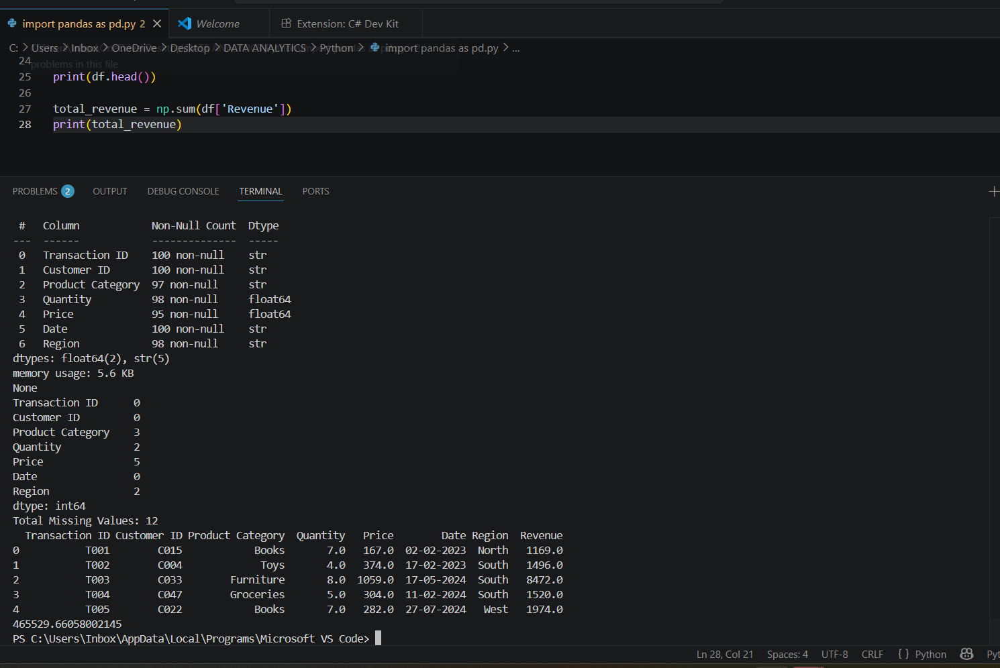 import pandas as pd.py 2
Welcome
Extension: C# Dev Kit
C: > Users > Inbox > OneDrive > Desktop > DATA ANALYTICS > Python > import pandas as pd.py > ...
problems in this file
24
25 print(df.head())
26
27 total_revenue = np.sum(df['Revenue'])
28 print(total_revenue)
PROBLEMS 2 OUTPUT DEBUG CONSOLE TERMINAL PORTS
# Column Non-Null Count Dtype
--- ------ -------------- -----
0 Transaction ID 100 non-null str
1 Customer ID 100 non-null str
2 Product Category 97 non-null str
3 Quantity 98 non-null float64
4 Price 95 non-null float64
5 Date 100 non-null str
6 Region 98 non-null str
dtypes: float64(2), str(5)
memory usage: 5.6 KB
None
Transaction ID 0
Customer ID 0
Product Category 3
Quantity 2
Price 5
Date 0
Region 2
dtype: int64
Total Missing Values: 12
Transaction ID Customer ID Product Category Quantity Price Date Region Revenue
0 T001 C015 Books 7.0 167.0 02-02-2023 North 1169.0
1 T002 C004 Toys 4.0 374.0 17-02-2023 South 1496.0
2 T003 C033 Furniture 8.0 1059.0 17-05-2024 South 8472.0
3 T004 C047 Groceries 5.0 304.0 11-02-2024 South 1520.0
4 T005 C022 Books 7.0 282.0 27-07-2024 West 1974.0
465529.66058002145
PS C:\Users\Inbox\AppData\Local\Programs\Microsoft VS Code>
Ln 28, Col 21 Spaces: 4 UTF-8 CRLF { } Python